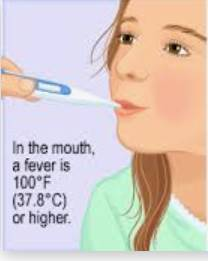 In the mouth,
a fever is
100°F
(37.8°C)
or higher.